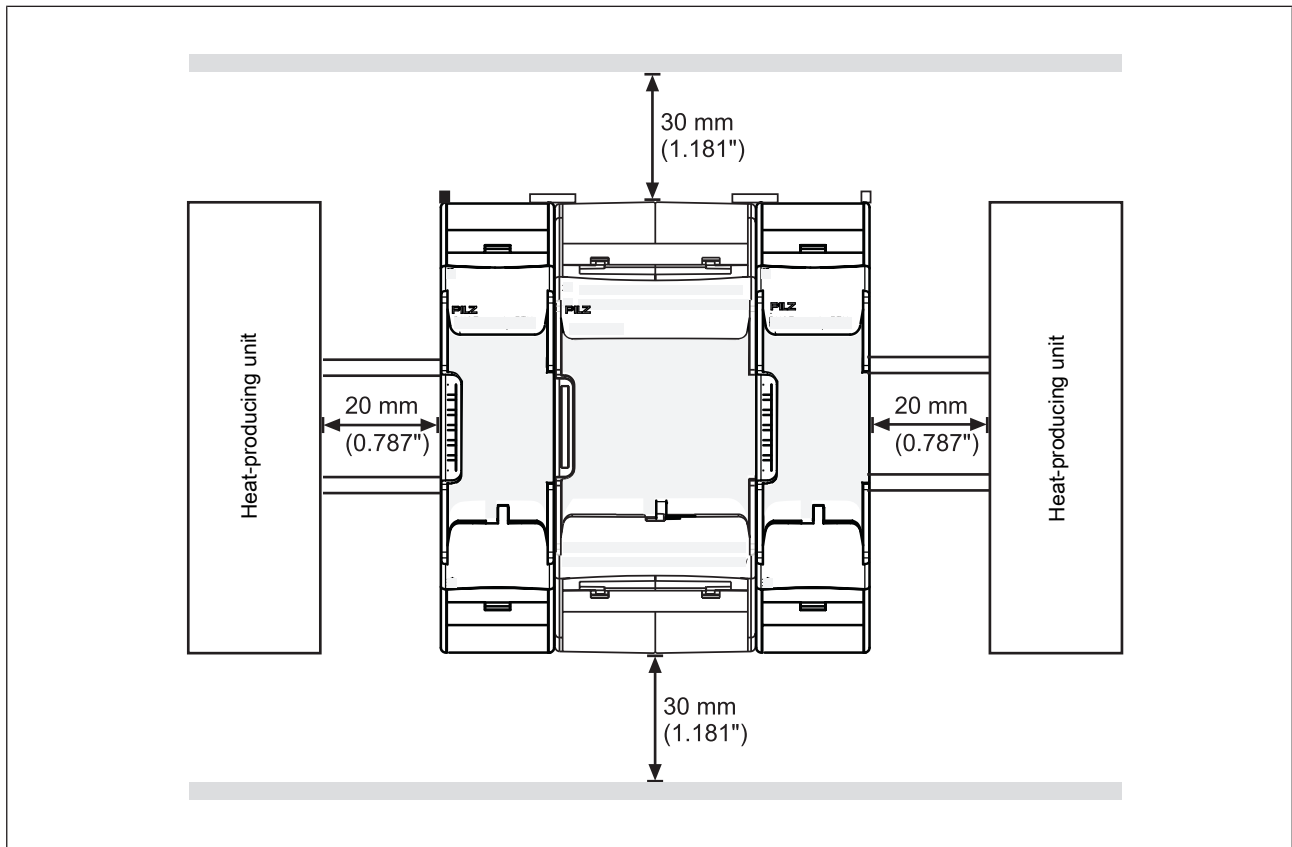 30 mm
(1.181")
PILZ
PILZ
PILZ
Heat-producing unit
20 mm
(0.787")
20 mm
(0.787")
Heat-producing unit
30 mm
(1.181")